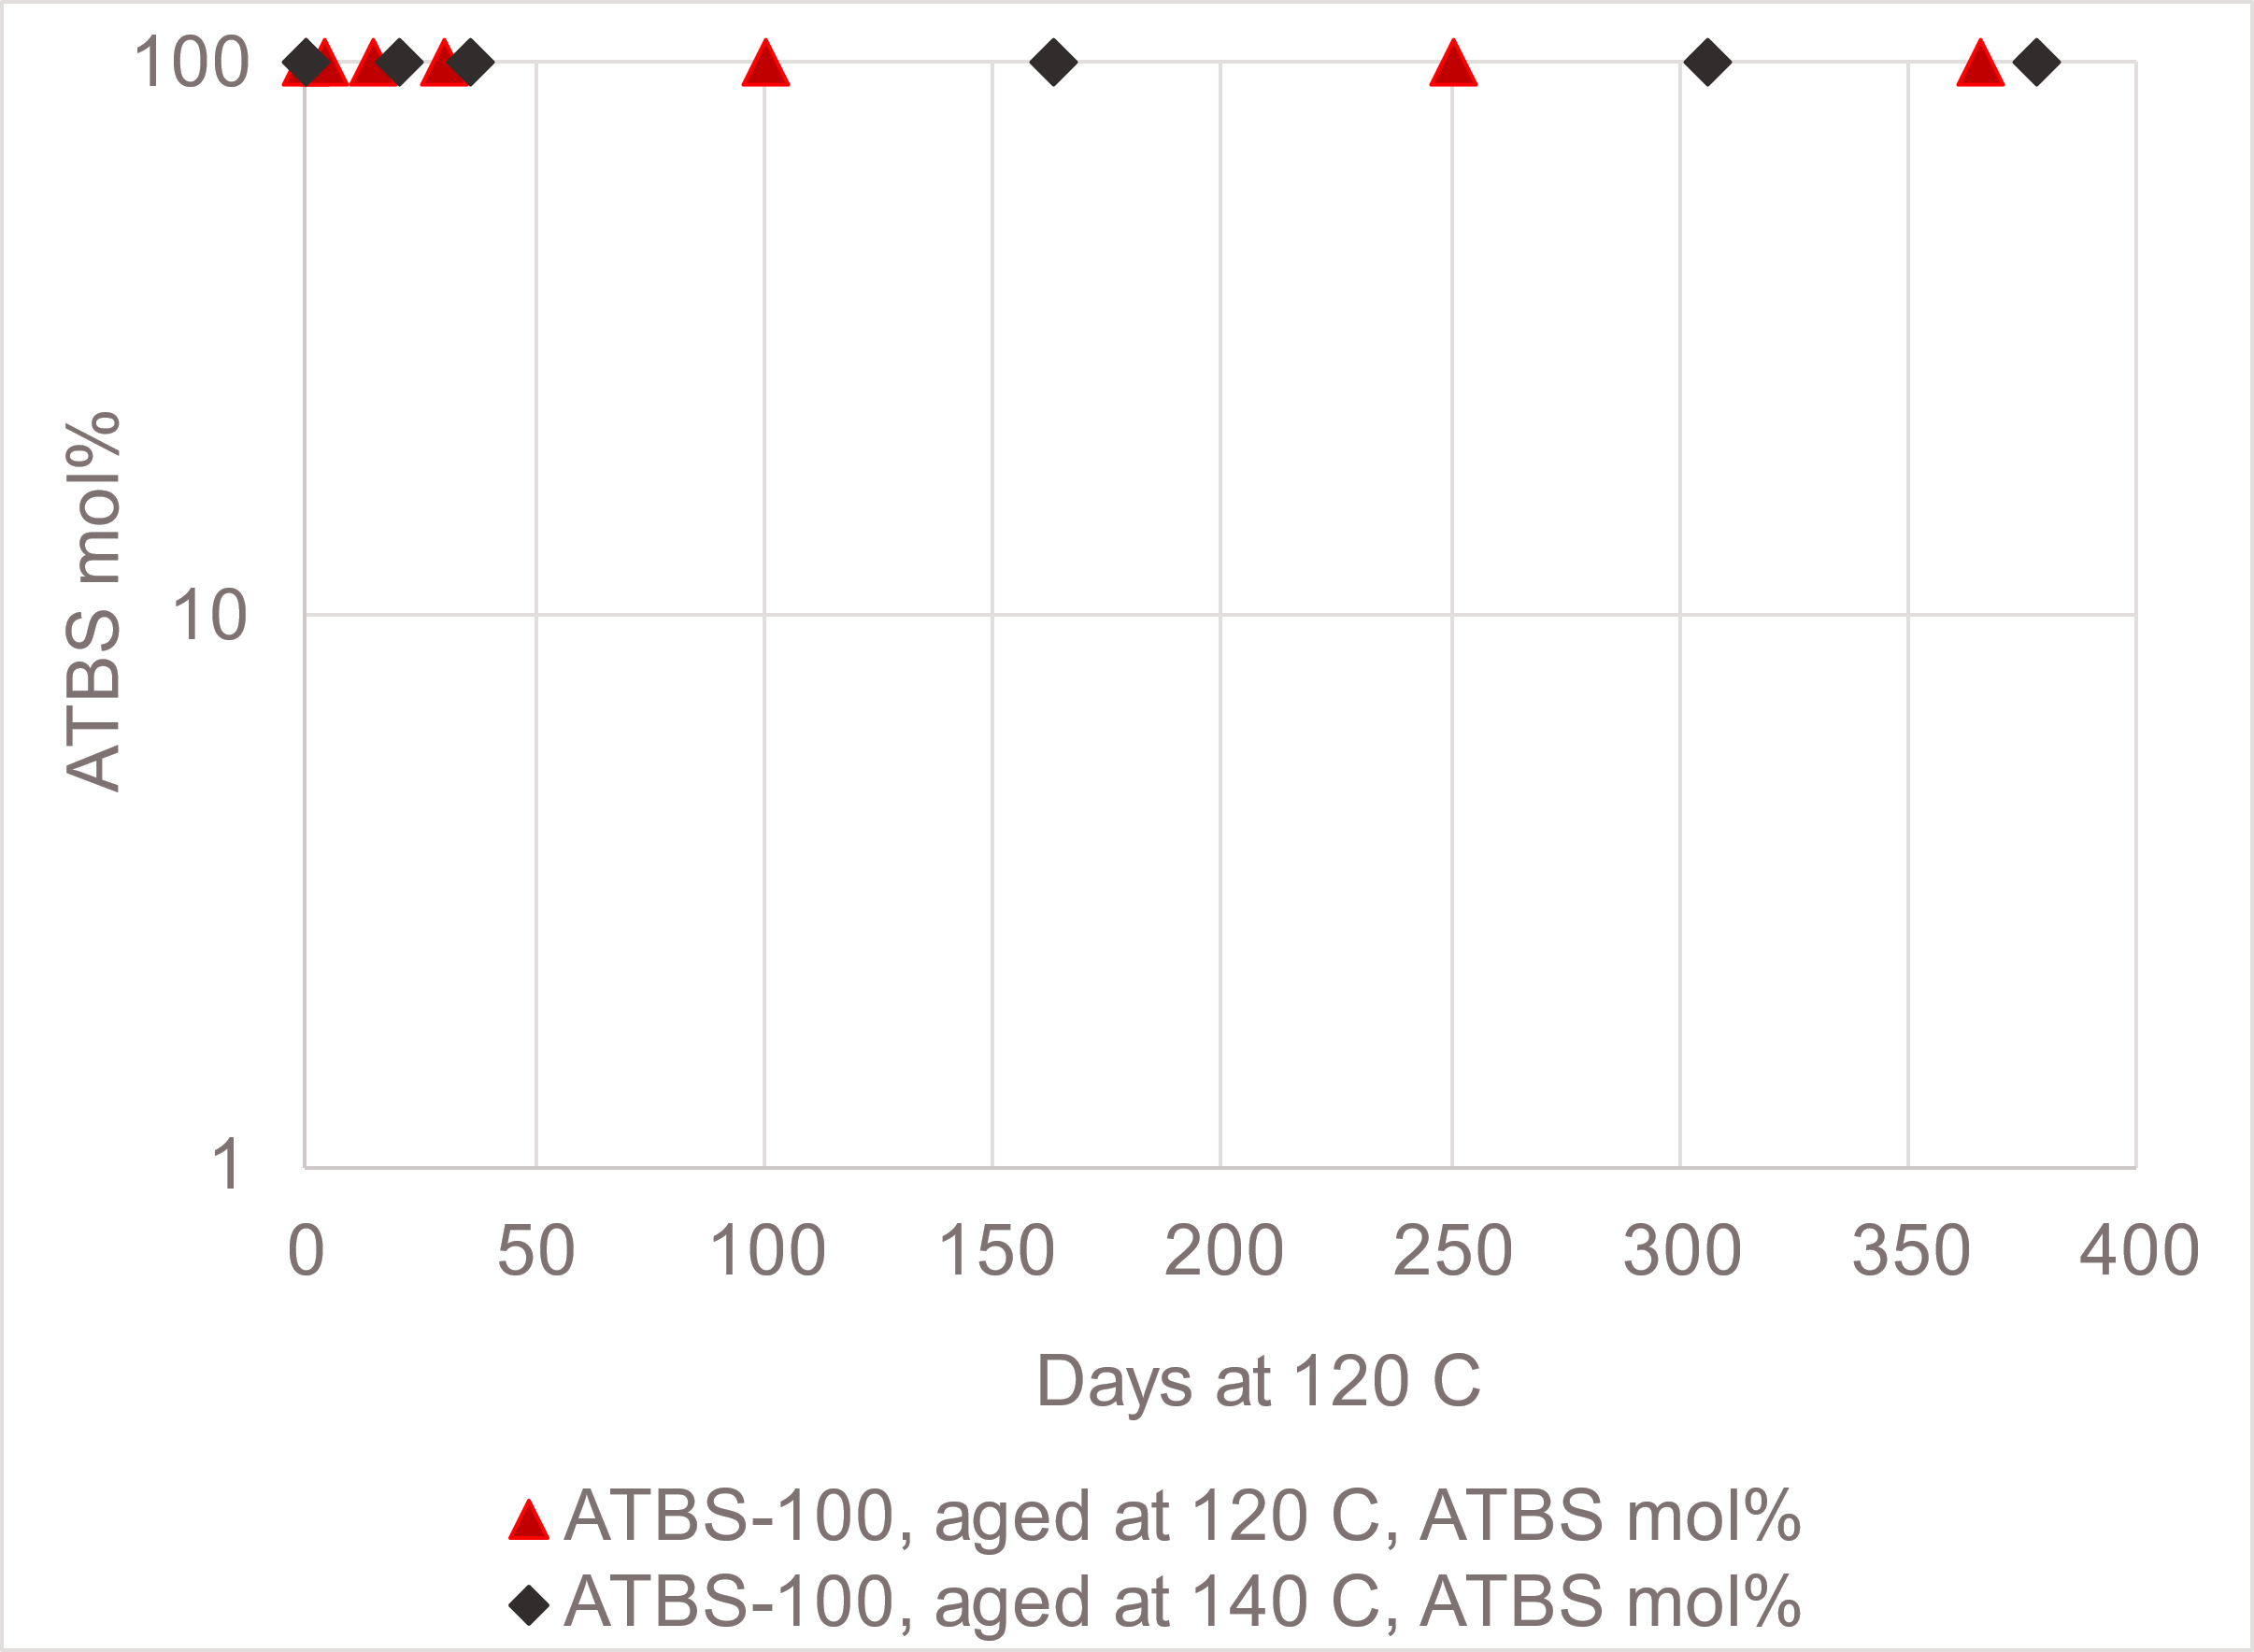 100
10
1
ATBS mol%
0 50 100 150 200 250 300 350 400
Days at 120 C
ATBS-100, aged at 120 C, ATBS mol%
ATBS-100, aged at 140 C, ATBS mol%